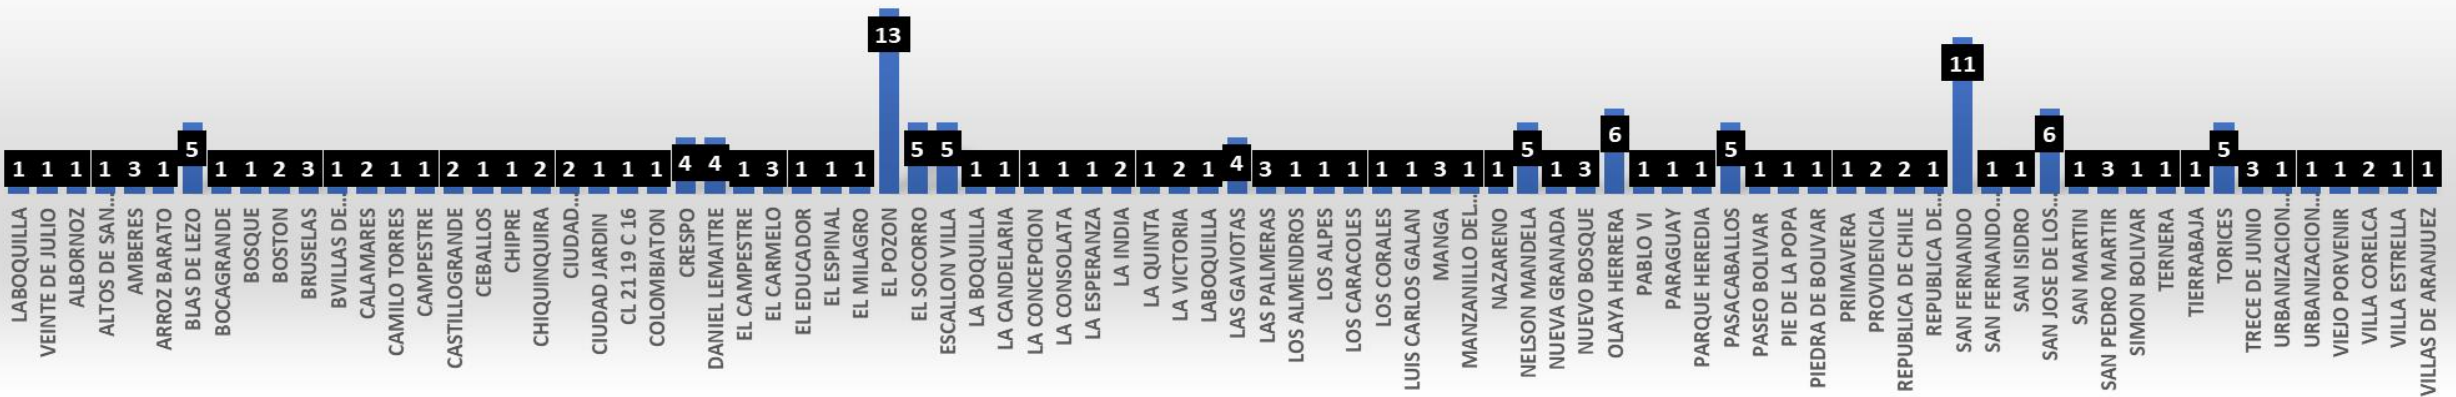 13
11
6
6
5
5
5
5
5
5
4
4
4
1 1 1 1 3 1 1 1 2 3 1 2 1 1 2 1 1 2 2 1 1 1 1 3 1 1 1 1 1 1 1 1 2 1 2 1 3 1 1 1 1 1 3 1 1 1 3 1 1 1 1 1 1 1 2 2 1 1 1 1 3 1 1 1 3 1 1 1 2 1 1
LABOQUILLA
VEINTE DE JULIO
ALBORNOZ
ALTOS DE SAN...
AMBERES
ARROZ BARATO
BLAS DE LEZO
BOCAGRANDE
BOSQUE
BOSTON
BRUSELAS
BVILLAS DE...
CALAMARES
CAMILO TORRES
CAMPESTRE
CASTILLOGRANDE
CEBALLOS
CHIPRE
CHIQUINQUIRA
CIUDAD...
CIUDAD JARDIN
CL 21 19 C 16
COLOMBIATON
CRESPO
DANIEL LEMAITRE
EL CAMPESTRE
EL CARMELO
EL EDUCADOR
EL ESPINAL
EL MILAGRO
EL POZON
EL SOCORRO
ESCALLON VILLA
LA BOQUILLA
LA CANDELARIA
LA CONCEPCION
LA CONSOLATA
LA ESPERANZA
LA INDIA
LA QUINTA
LA VICTORIA
LABOQUILLA
LAS GAVIOTAS
LAS PALMERAS
LOS ALMENDROS
LOS ALPES
LOS CARACOLES
LOS CORALES
LUIS CARLOS GALAN
MANGA
MANZANILLO DEL...
NAZARENO
NELSON MANDELA
NUEVA GRANADA
NUEVO BOSQUE
OLAYA HERRERA
PABLO VI
PARAGUAY
PARQUE HEREDIA
PASACABALLOS
PASEO BOLIVAR
PIE DE LA POPA
PIEDRA DE BOLIVAR
PRIMAVERA
PROVIDENCIA
REPUBLICA DE CHILE
REPUBLICA DE...
SAN FERNANDO
SAN FERNANDO...
SAN ISIDRO
SAN JOSE DE LOS...
SAN MARTIN
SAN PEDRO MARTIR
SIMON BOLIVAR
TERNERA
TIERRABAJA
TORICES
TRECE DE JUNIO
URBANIZACION...
URBANIZACION...
VIEJO PORVENIR
VILLA CORELCA
VILLA ESTRELLA
VILLAS DE ARANJUEZ